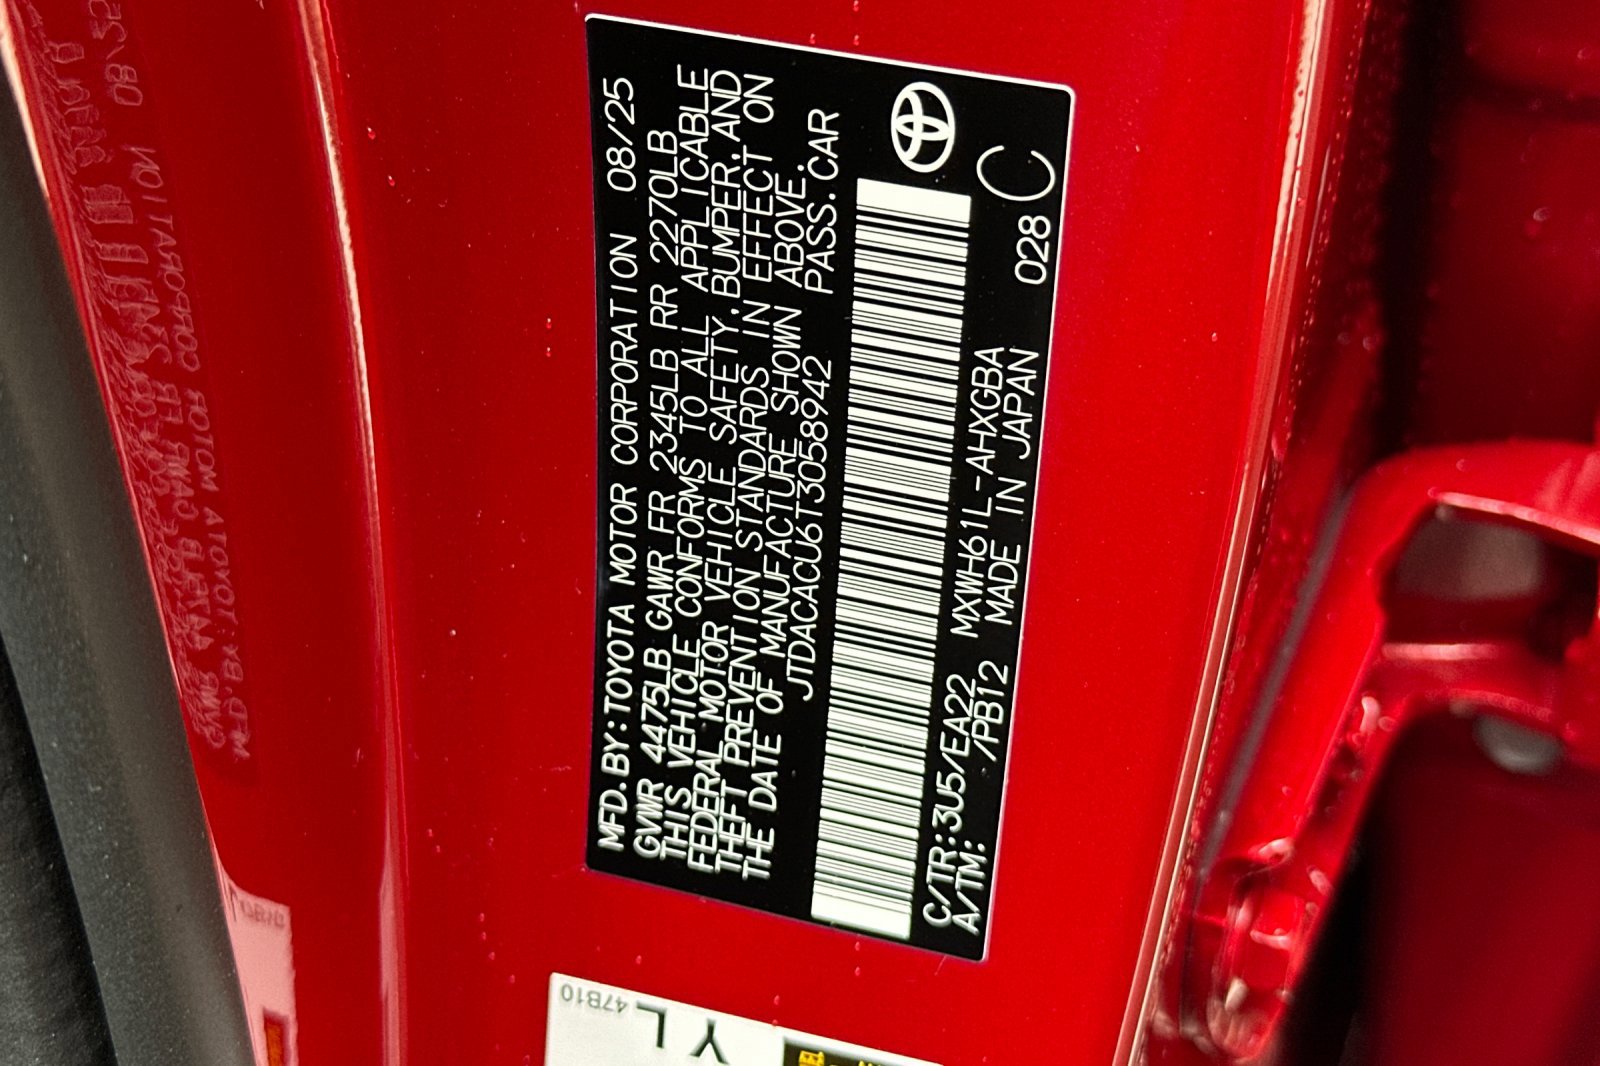 MFD.BY:TOYOTA MOTOR CORPORATION 08/25
GVWR 4475LB GAWR FR 2345LB RR 2270LB
THIS VEHICLE CONFORMS TO ALL APPLICABLE
FEDERAL MOTOR VEHICLE SAFETY,BUMPER,AND
THEFT PREVENTION STANDARDS IN EFFECT ON
THE DATE OF MANUFACTURE SHOWN ABOVE.
JTDACACU6T3058942 PASS.CAR
C/TR:3U5/EA22 MXWH61L-AHXGBA
A/TM: /PB12 MADE IN JAPAN
028 C
47B10
YL